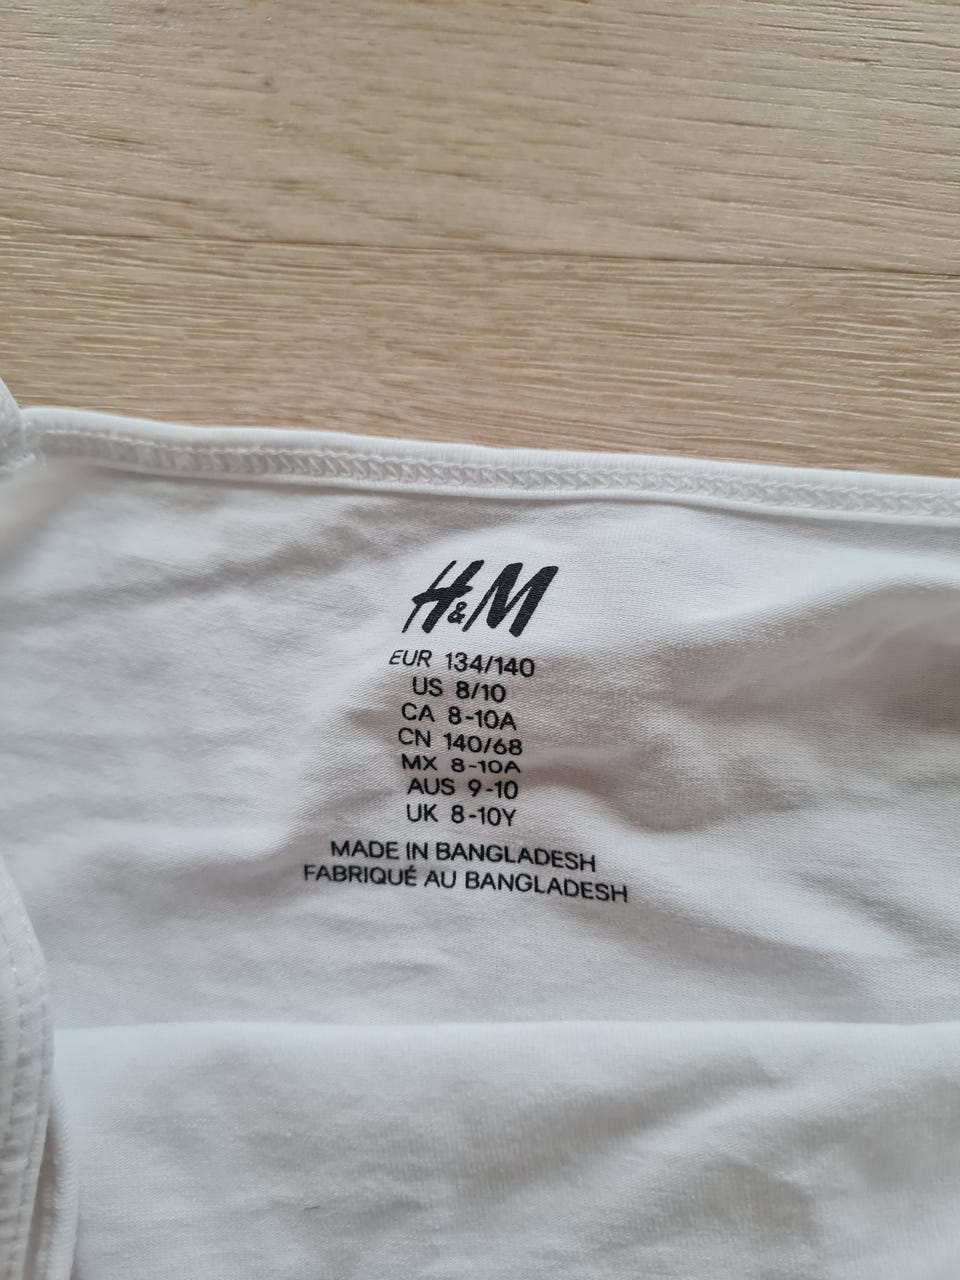 H&M
EUR 134/140
US 8/10
CA 8-10A
CN 140/68
MX 8-10A
AUS 9-10
UK 8-10Y
MADE IN BANGLADESH
FABRIQUÉ AU BANGLADESH